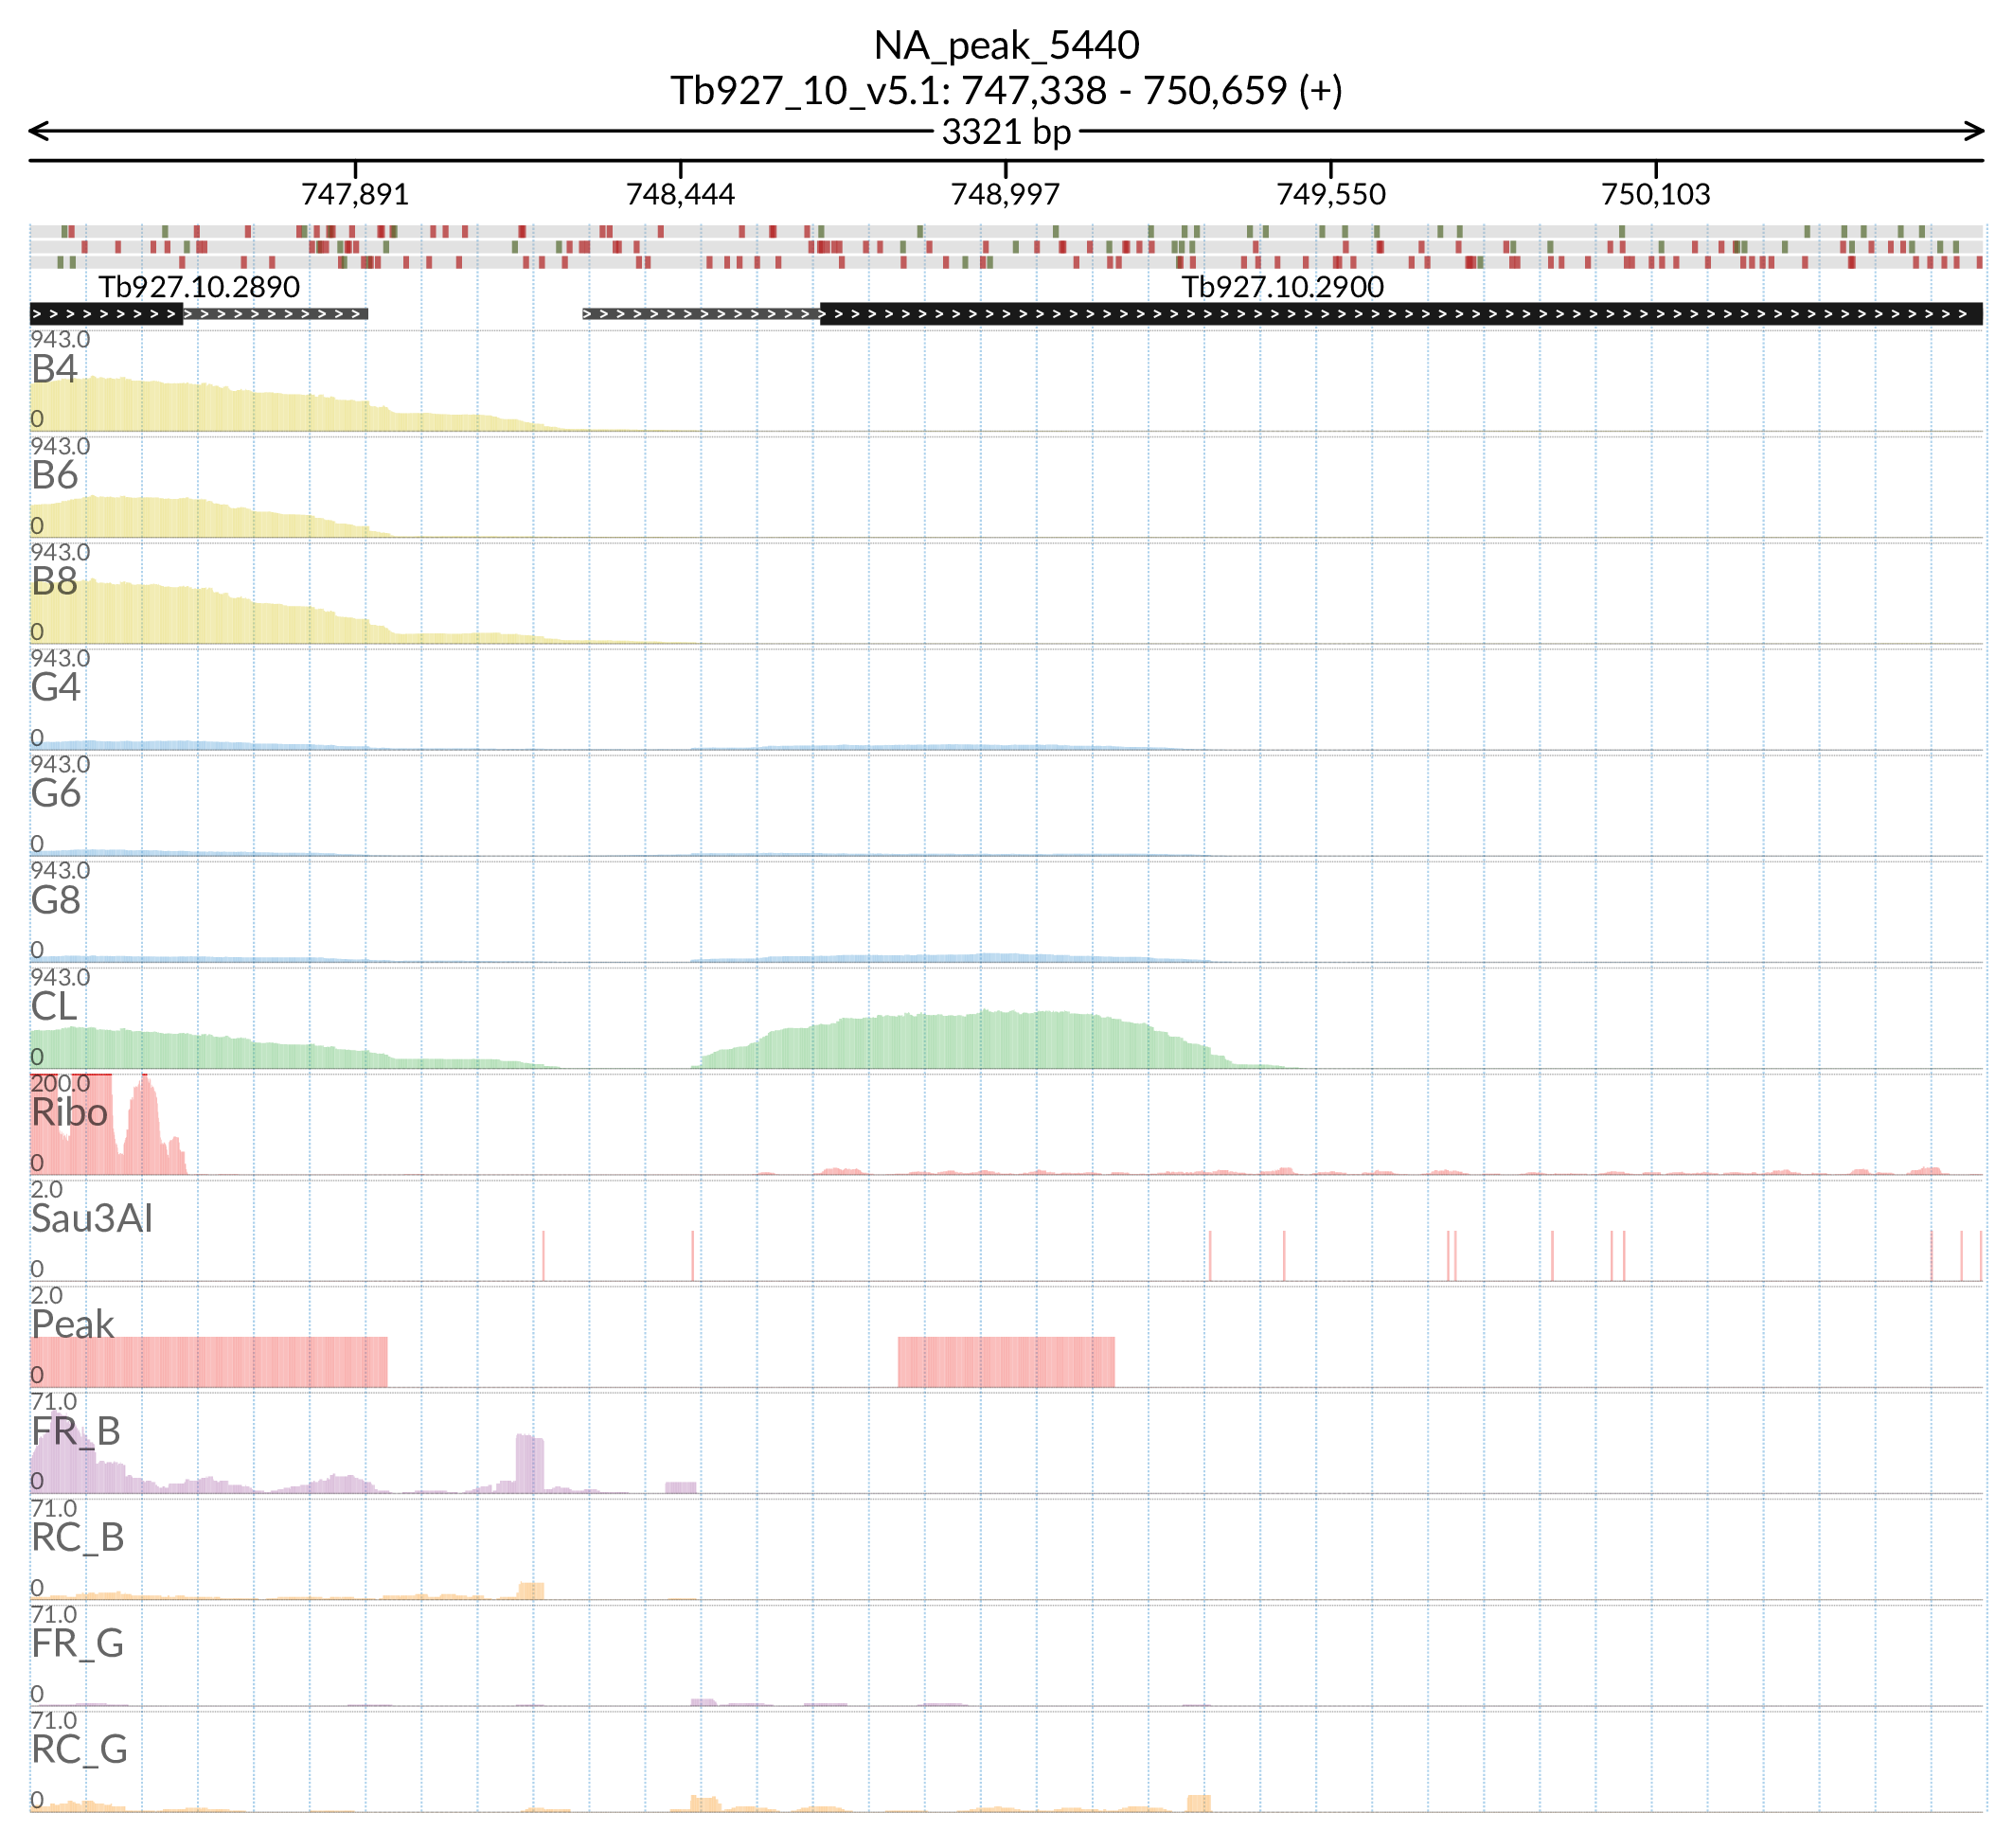 NA_peak_5440
Tb927_10_v5.1: 747,338 - 750,659 (+)
3321 bp
747,891 748,444 748,997 749,550 750,103
Tb927.10.2890 Tb927.10.2900
943.0
B4
0
943.0
B6
0
943.0
B8
0
943.0
G4
0
943.0
G6
0
943.0
G8
0
943.0
CL
0
200.0
Ribo
0
2.0
Sau3AI
0
2.0
Peak
0
71.0
FR_B
0
71.0
RC_B
0
71.0
FR_G
0
71.0
RC_G
0